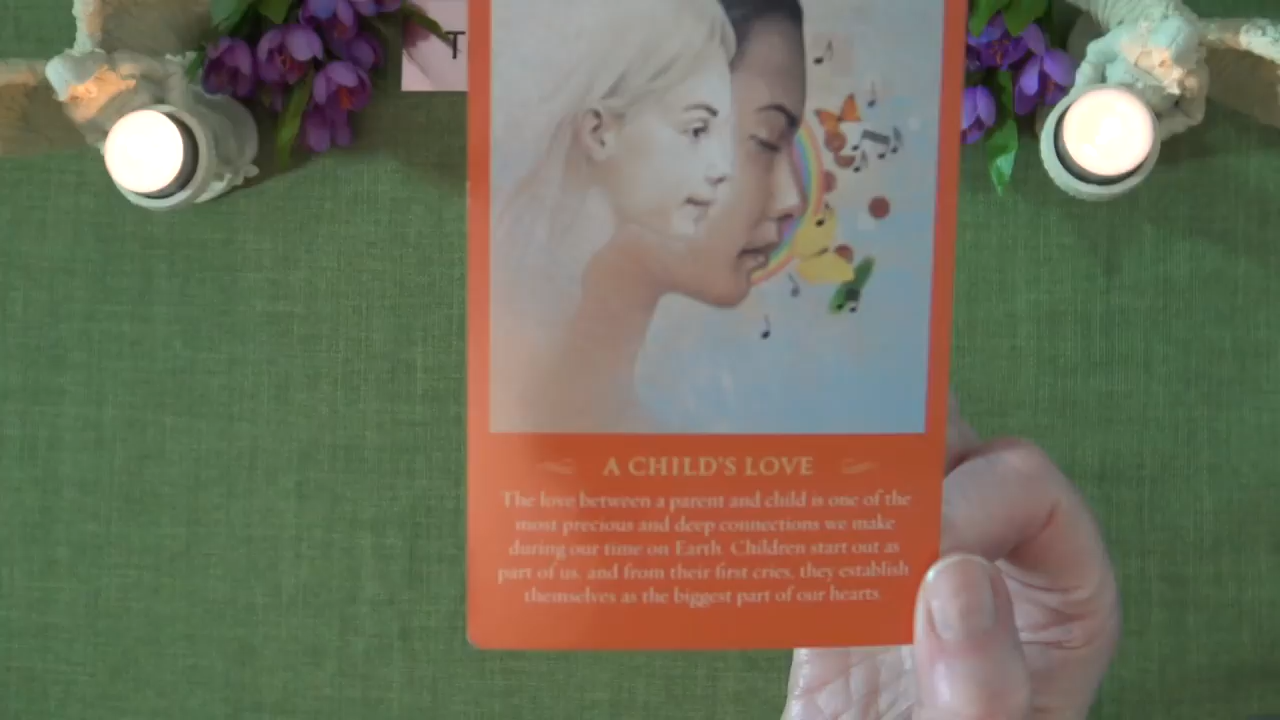 T
A CHILD'S LOVE
The love between a parent and child is one of the
most precious and deep connections we make
during our time on Earth. Children start out as
part of us, and from their first cries, they establish
themselves as the biggest part of our hearts.